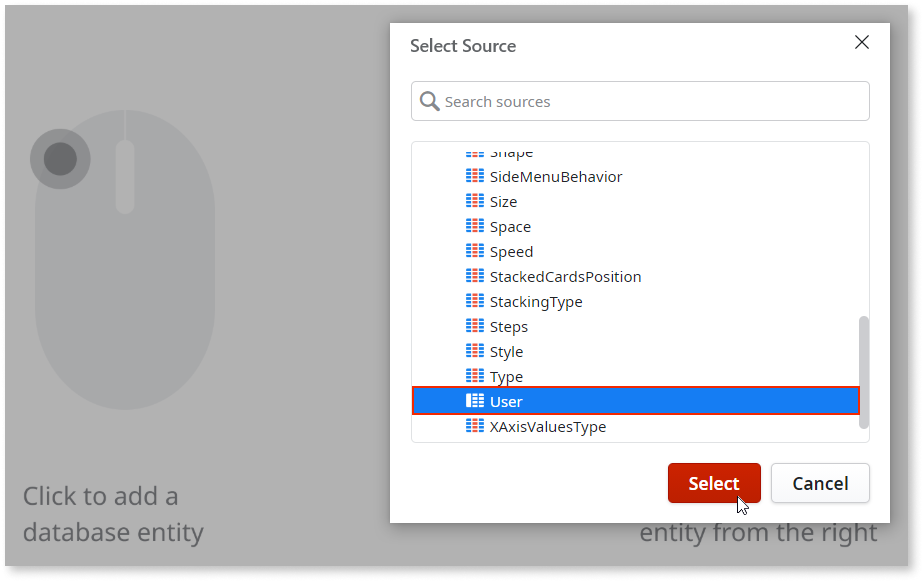 Select Source
Search sources
Shape
SideMenuBehavior
Size
Space
Speed
StackedCardsPosition
StackingType
Steps
Style
Type
User
XAxisValuesType
Select
Cancel
Click to add a
database entity
entity from the right